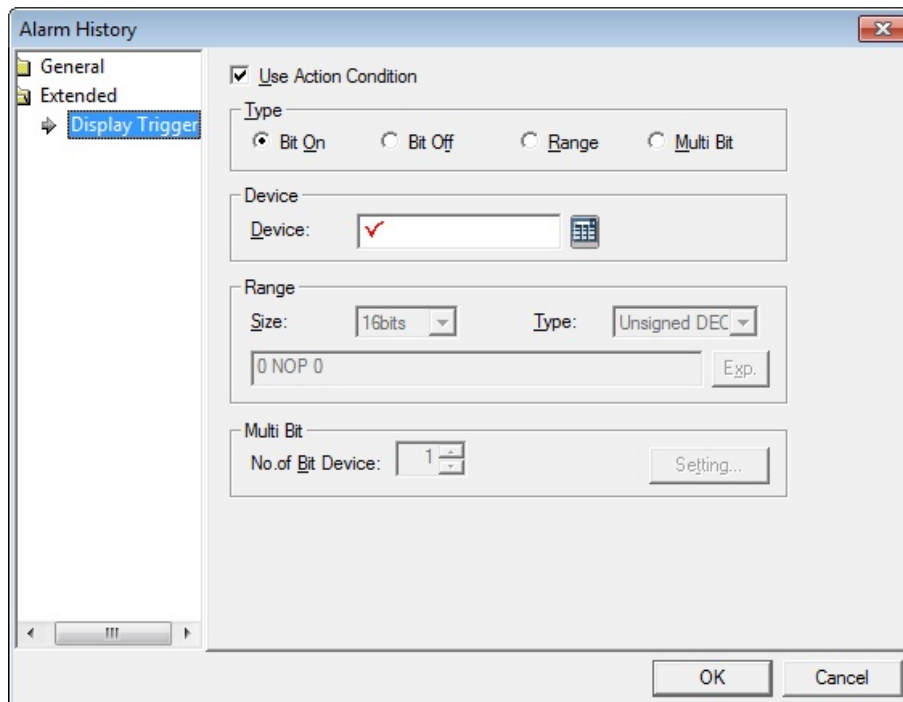 Alarm History
General
Extended
Display Trigger
Use Action Condition
Type
Bit On
Bit Off
Range
Multi Bit
Device
Device:
Range
Size:
16bits
Type:
Unsigned DEC
0 NOP 0
Exp.
Multi Bit
No.of Bit Device:
1
Setting...
OK
Cancel